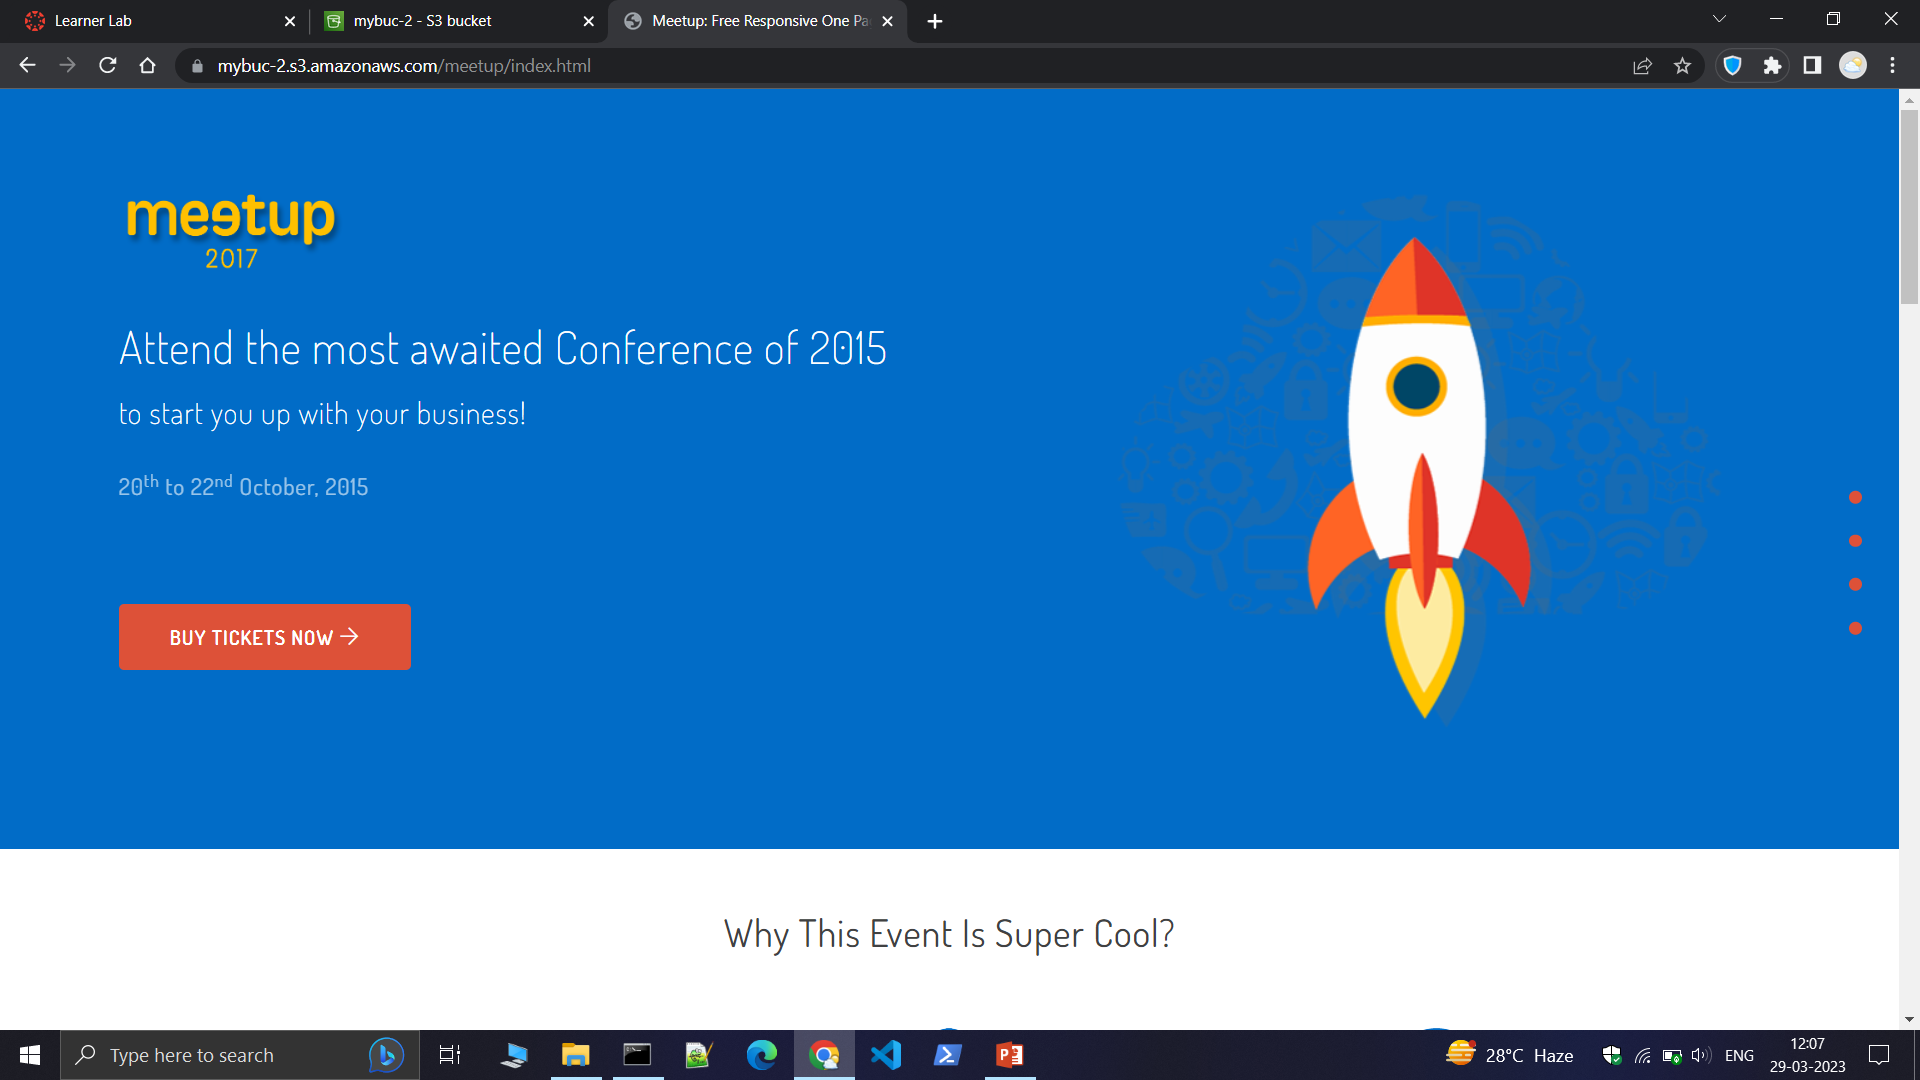 Learner Lab
mybuc-2 - S3 bucket
Meetup: Free Responsive One Pa
mybuc-2.s3.amazonaws.com/meetup/index.html
meetup
2017
Attend the most awaited Conference of 2015
to start you up with your business!
20th to 22nd October, 2015
BUY TICKETS NOW
Why This Event Is Super Cool?
Type here to search
28°C Haze
ENG
12:07
29-03-2023